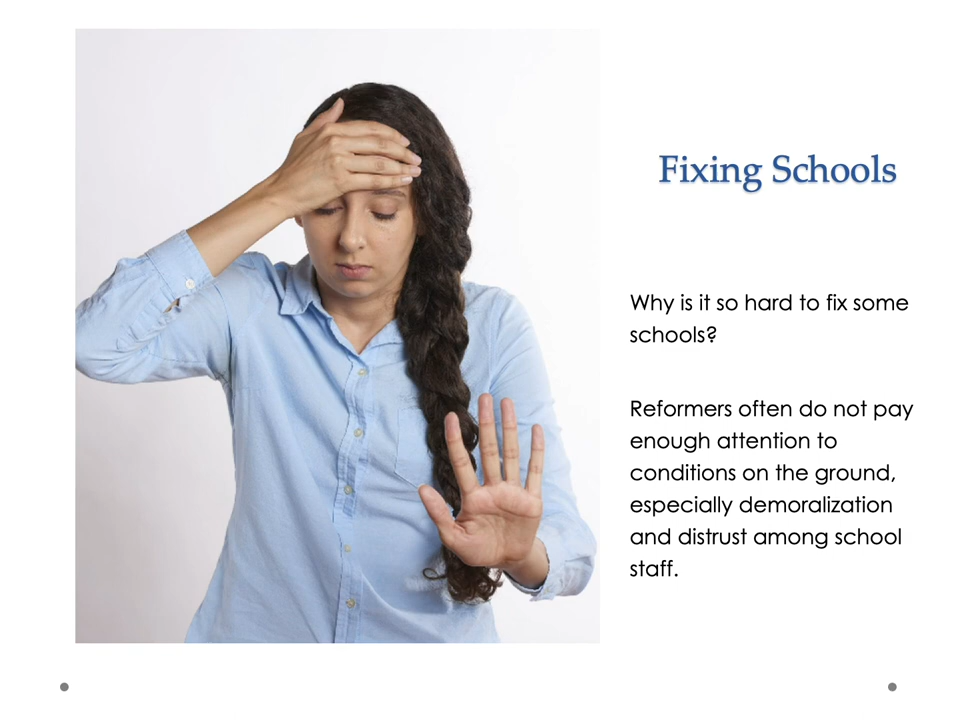 Fixing Schools
Why is it so hard to fix some
schools?
Reformers often do not pay
enough attention to
conditions on the ground,
especially demoralization
and distrust among school
staff.